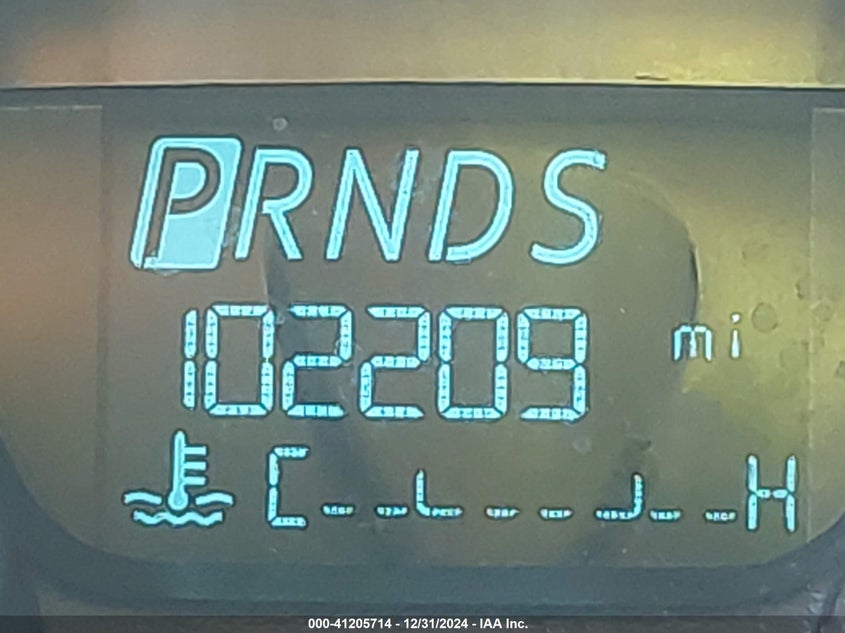 PRNDS
102209 mi
C H
000-41205714 - 12/31/2024 - IAA Inc.